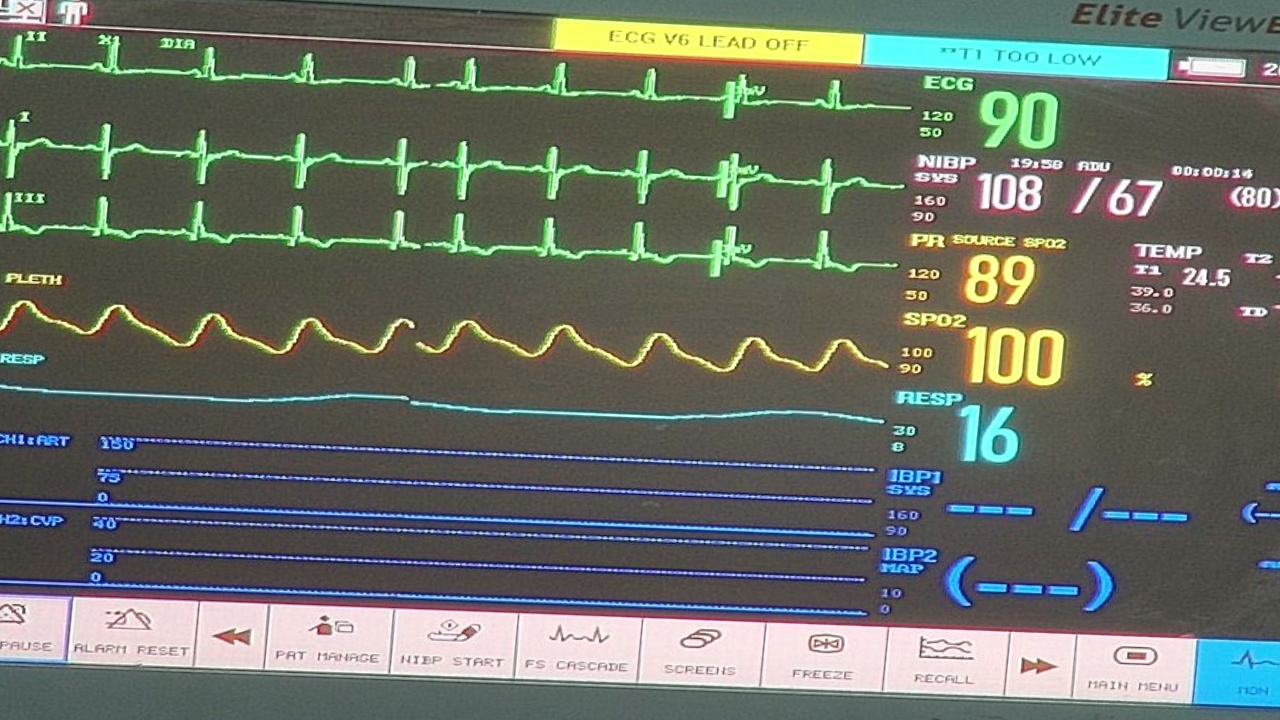 Elite View
ECG V6 LEAD OFF
**T1 TOO LOW
II X1 DIA
ECG
120
50
90
I
NIBP 19:58 ADU 00:00:14
SYS
160
90
108 / 67 (80)
III
PR SOURCE SPO2
120
50
89
TEMP
T1 24.5 T2
39.0
36.0
TD
PLETH
SPO2
100
90
100 %
RESP
RESP
30
8
16
CH1:ART 150
75
0
IBP1
SYS
160
90
--- / ---
(--
H2:CVP 40
20
0
IBP2
MAP
10
0
(---)
PAUSE
ALARM RESET
PAT MANAGE
NIBP START
FS CASCADE
SCREENS
FREEZE
RECALL
MAIN MENU
MON